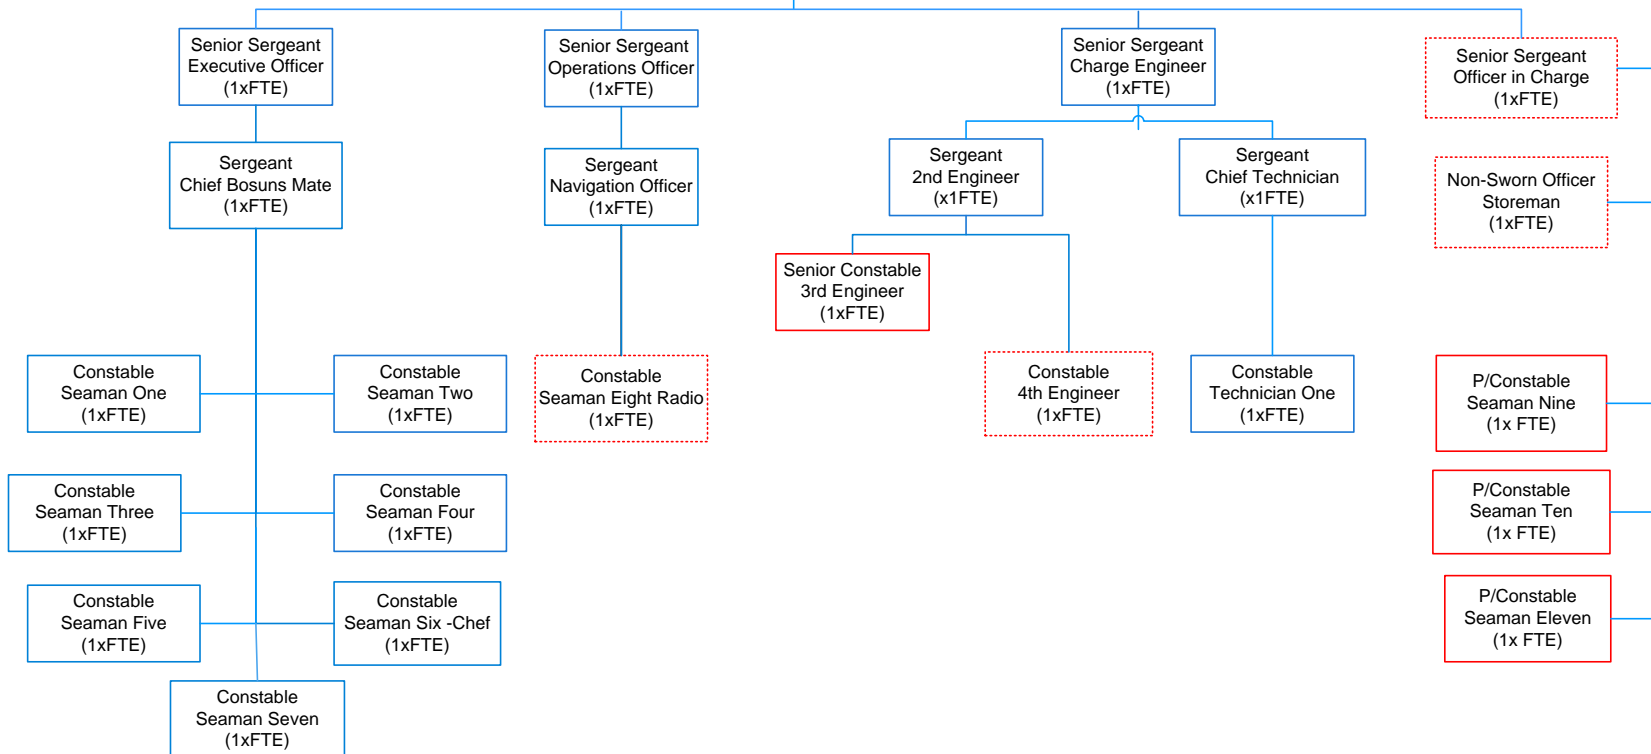 Senior Sergeant
Executive Officer
(1xFTE)
Senior Sergeant
Operations Officer
(1xFTE)
Senior Sergeant
Charge Engineer
(1xFTE)
Senior Sergeant
Officer in Charge
(1xFTE)
Sergeant
Chief Bosuns Mate
(1xFTE)
Sergeant
Navigation Officer
(1xFTE)
Sergeant
2nd Engineer
(x1FTE)
Sergeant
Chief Technician
(x1FTE)
Non-Sworn Officer
Storeman
(1xFTE)
Senior Constable
3rd Engineer
(1xFTE)
Constable
Seaman One
(1xFTE)
Constable
Seaman Two
(1xFTE)
Constable
Seaman Eight Radio
(1xFTE)
Constable
4th Engineer
(1xFTE)
Constable
Technician One
(1xFTE)
P/Constable
Seaman Nine
(1x FTE)
Constable
Seaman Three
(1xFTE)
Constable
Seaman Four
(1xFTE)
P/Constable
Seaman Ten
(1x FTE)
Constable
Seaman Five
(1xFTE)
Constable
Seaman Six -Chef
(1xFTE)
P/Constable
Seaman Eleven
(1x FTE)
Constable
Seaman Seven
(1xFTE)